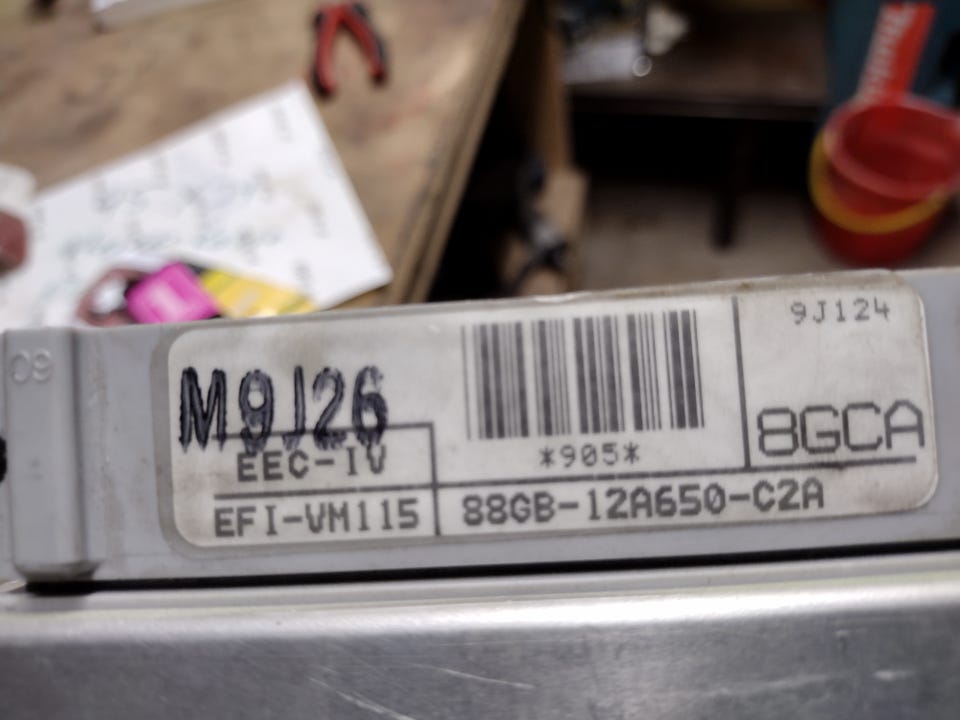 9J124
M9J26
8GCA
*905*
EEC-IV
EFI-VM115
88GB-12A650-C2A